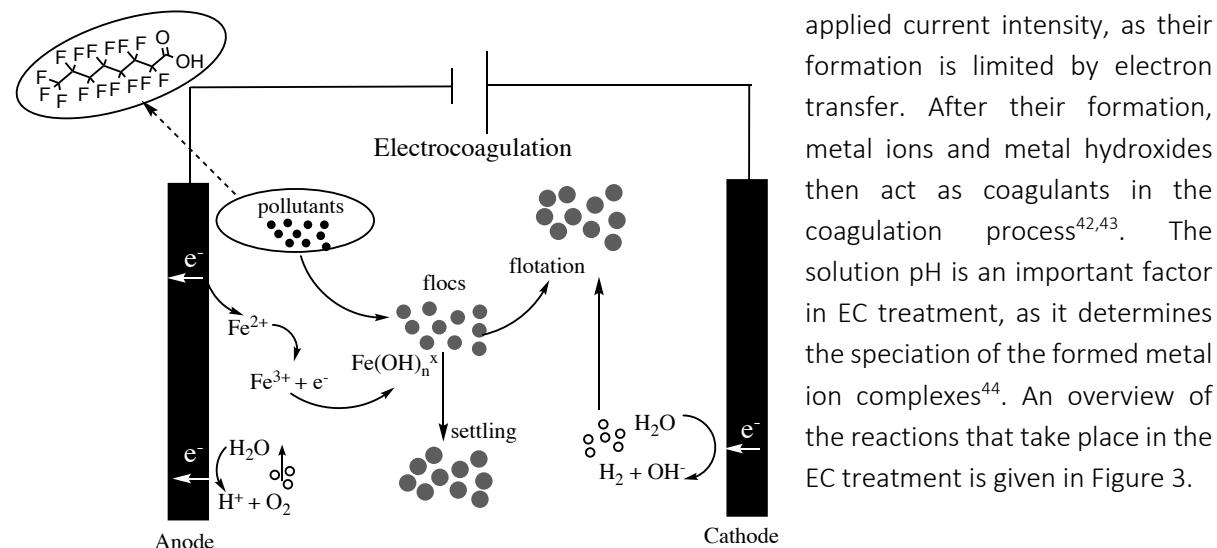 O
F F F F F F
OH
F
F F F F F F F F
Electrocoagulation
pollutants
e-
flocs
flotation
Fe2+
Fe(OH)nx
Fe3+ + e-
settling
e-
H2O
H+ + O2
H2O
H2 + OH-
e-
Anode
Cathode
applied current intensity, as their
formation is limited by electron
transfer. After their formation,
metal ions and metal hydroxides
then act as coagulants in the
coagulation process42,43. The
solution pH is an important factor
in EC treatment, as it determines
the speciation of the formed metal
ion complexes44. An overview of
the reactions that take place in the
EC treatment is given in Figure 3.